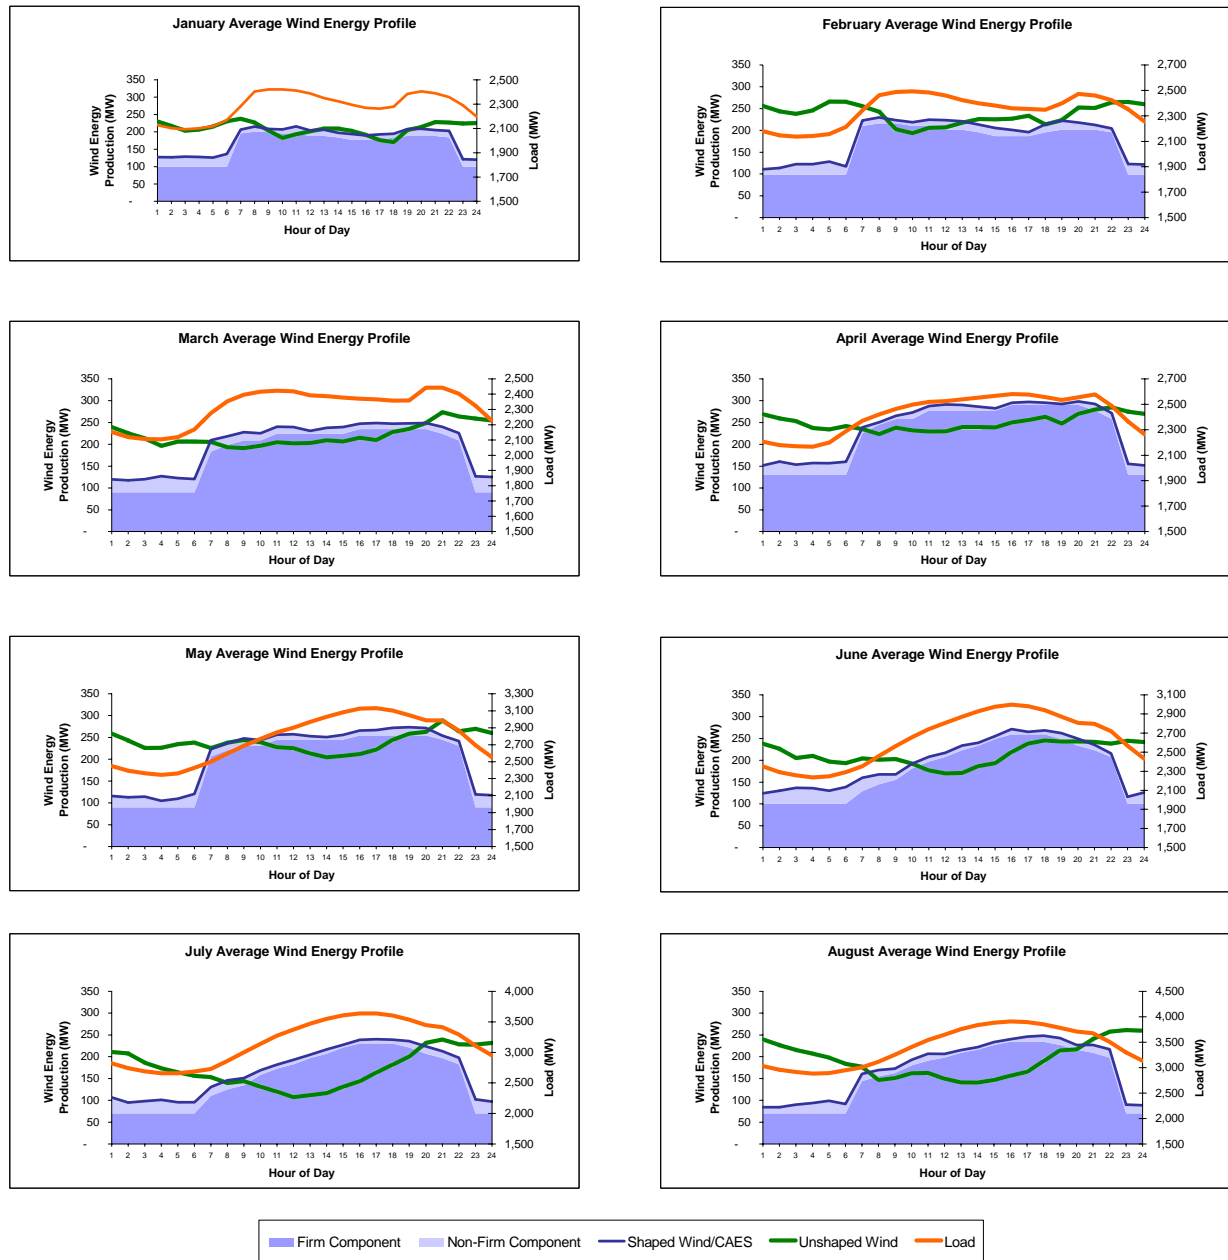 January Average Wind Energy Profile
Wind Energy
Production (MW)
350
300
250
200
150
100
50
-
2,500
2,300
2,100
1,900
1,700
1,500
Load (MW)
1 2 3 4 5 6 7 8 9 10 11 12 13 14 15 16 17 18 19 20 21 22 23 24
Hour of Day
February Average Wind Energy Profile
Wind Energy
Production (MW)
350
300
250
200
150
100
50
-
2,700
2,500
2,300
2,100
1,900
1,700
1,500
Load (MW)
1 2 3 4 5 6 7 8 9 10 11 12 13 14 15 16 17 18 19 20 21 22 23 24
Hour of Day
March Average Wind Energy Profile
Wind Energy
Production (MW)
350
300
250
200
150
100
50
-
2,500
2,400
2,300
2,200
2,100
2,000
1,900
1,800
1,700
1,600
1,500
Load (MW)
1 2 3 4 5 6 7 8 9 10 11 12 13 14 15 16 17 18 19 20 21 22 23 24
Hour of Day
April Average Wind Energy Profile
Wind Energy
Production (MW)
350
300
250
200
150
100
50
-
2,700
2,500
2,300
2,100
1,900
1,700
1,500
Load (MW)
1 2 3 4 5 6 7 8 9 10 11 12 13 14 15 16 17 18 19 20 21 22 23 24
Hour of Day
May Average Wind Energy Profile
Wind Energy
Production (MW)
350
300
250
200
150
100
50
-
3,300
3,100
2,900
2,700
2,500
2,300
2,100
1,900
1,700
1,500
Load (MW)
1 2 3 4 5 6 7 8 9 10 11 12 13 14 15 16 17 18 19 20 21 22 23 24
Hour of Day
June Average Wind Energy Profile
Wind Energy
Production (MW)
350
300
250
200
150
100
50
-
3,100
2,900
2,700
2,500
2,300
2,100
1,900
1,700
1,500
Load (MW)
1 2 3 4 5 6 7 8 9 10 11 12 13 14 15 16 17 18 19 20 21 22 23 24
Hour of Day
July Average Wind Energy Profile
Wind Energy
Production (MW)
350
300
250
200
150
100
50
-
4,000
3,500
3,000
2,500
2,000
1,500
Load (MW)
1 2 3 4 5 6 7 8 9 10 11 12 13 14 15 16 17 18 19 20 21 22 23 24
Hour of Day
August Average Wind Energy Profile
Wind Energy
Production (MW)
350
300
250
200
150
100
50
-
4,500
4,000
3,500
3,000
2,500
2,000
1,500
Load (MW)
1 2 3 4 5 6 7 8 9 10 11 12 13 14 15 16 17 18 19 20 21 22 23 24
Hour of Day
Firm Component Non-Firm Component Shaped Wind/CAES Unshaped Wind Load